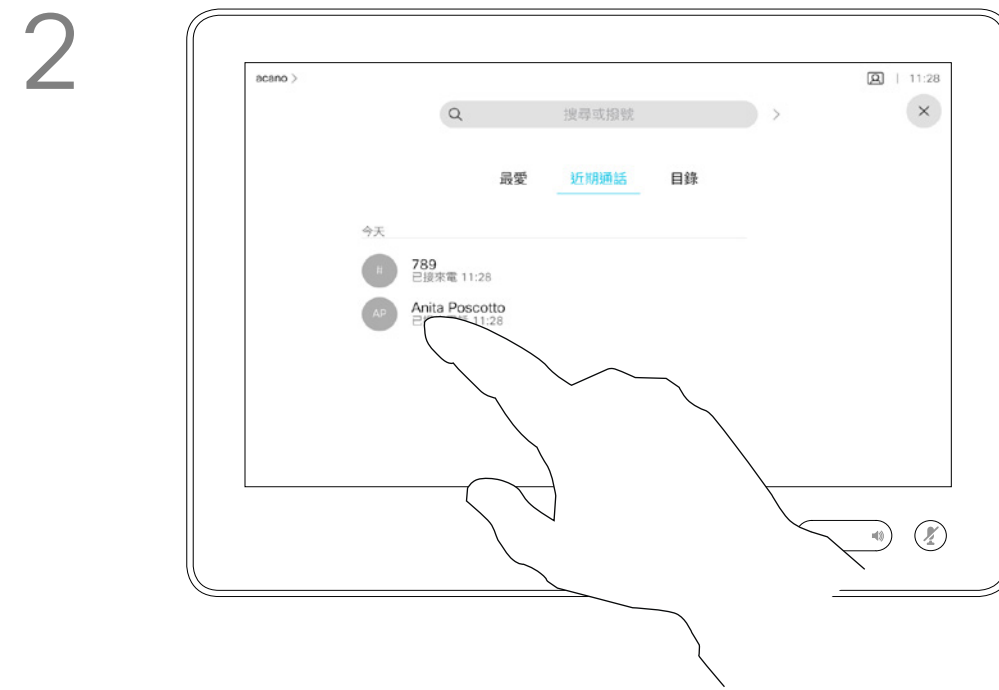 2
acano >
11:28
搜尋或撥號
最愛 近期通話 目錄
今天
789
已接來電 11:28
AP
Anita Poscotto
11:28